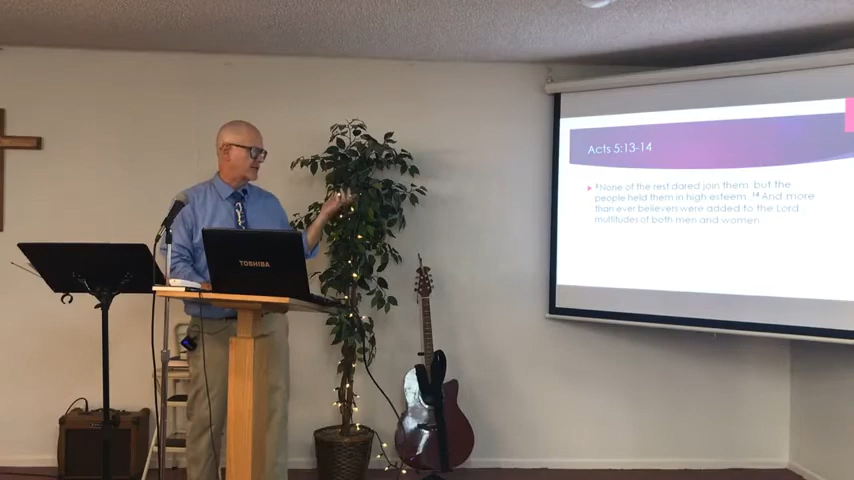 Acts 5:13-14
None of the rest dared join them, but the
people held them in high esteem. 14 And more
than ever believers were added to the Lord,
multitudes of both men and women
TOSHIBA